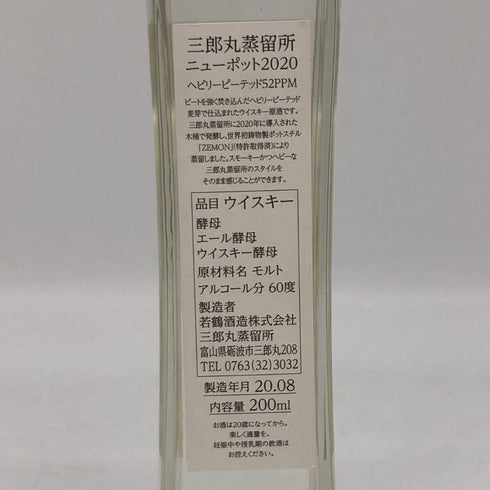 三郎丸蒸留所
ニューポット2020
ヘビリーピーテッド52PPM
ピートを強く焚き込んだヘビリーピーテッド
麦芽で仕込まれたウイスキー原酒です。
三郎丸蒸留所に2020年に導入された
木桶で発酵し、世界初鋳物製ポットスチル
「ZEMON」(特許取得済)により
蒸留しました。スモーキーかつヘビーな
三郎丸蒸留所のスタイルを
そのまま感じることができます。
品目 ウイスキー
酵母
エール酵母
ウイスキー酵母
原材料名 モルト
アルコール分 60度
製造者
若鶴酒造株式会社
三郎丸蒸留所
富山県砺波市三郎丸208
TEL 0763(32)3032
製造年月 20.08
内容量 200ml
お酒は20歳になってから。
楽しく適量を。
妊娠中や授乳期の飲酒は
お控えください。